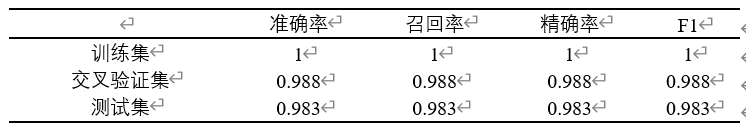 准确率 召回率 精确率 F1
训练集 1 1 1 1
交叉验证集 0.988 0.988 0.988 0.988
测试集 0.983 0.983 0.983 0.983